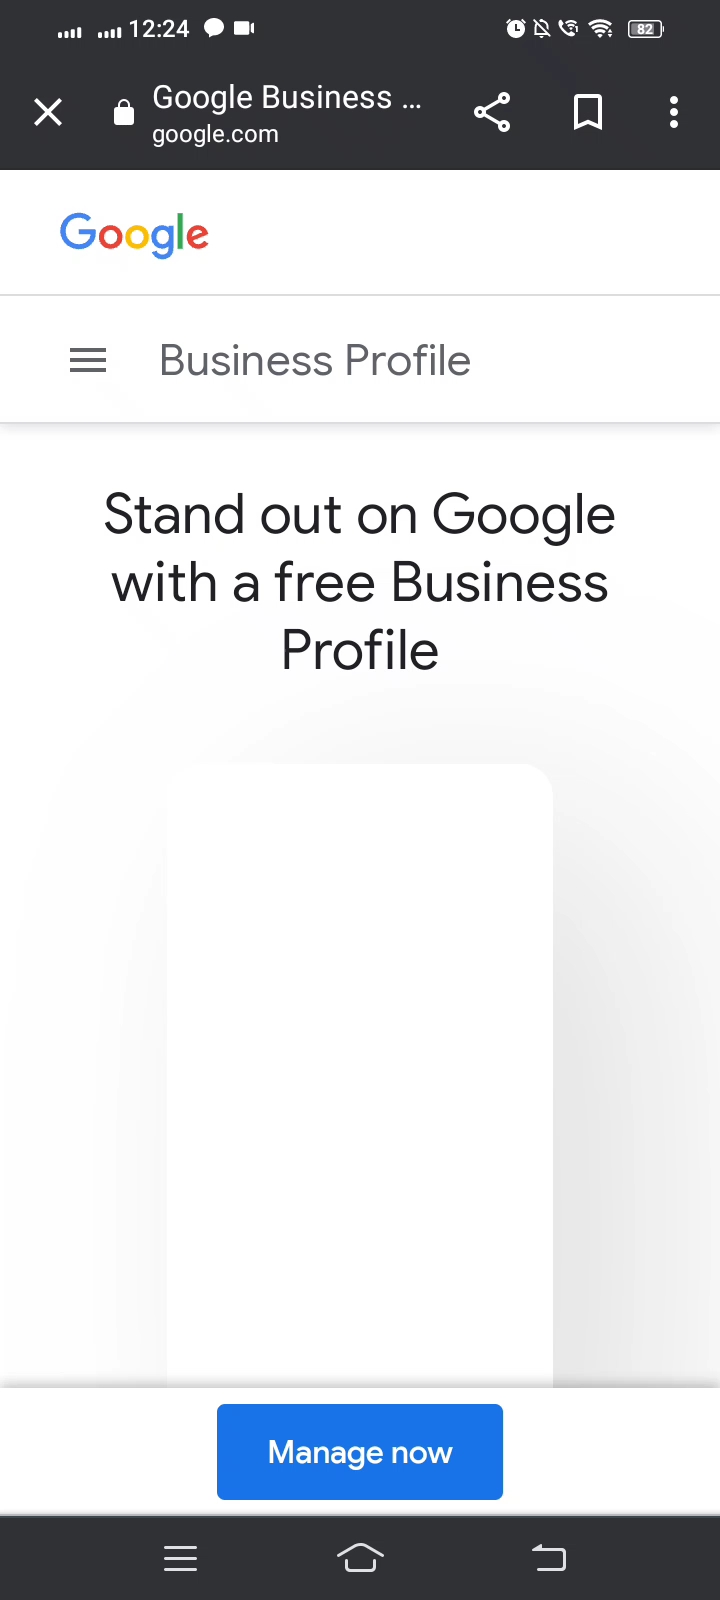 12:24
82
Google Business ...
google.com
Google
Business Profile
Stand out on Google
with a free Business
Profile
Manage now